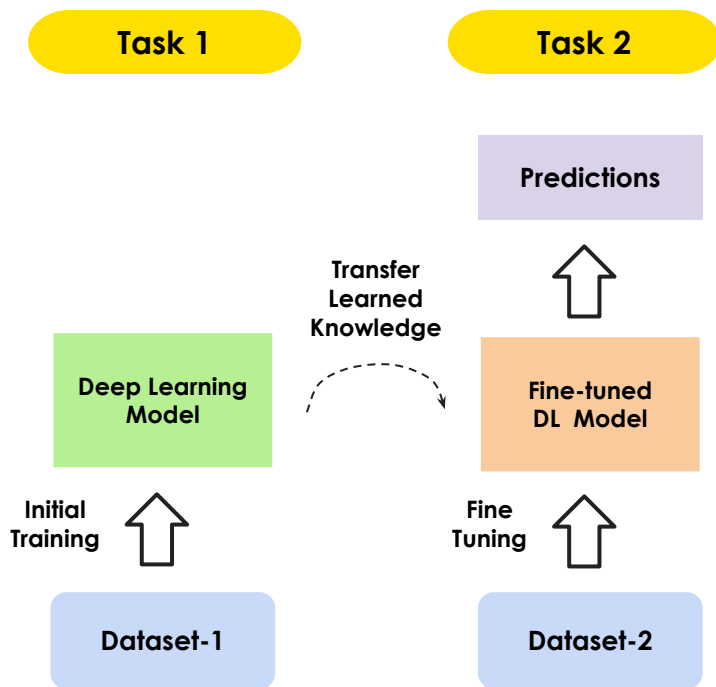 Task 1
Task 2
Predictions
Transfer
Learned
Knowledge
Deep Learning
Model
Fine-tuned
DL Model
Initial
Training
Fine
Tuning
Dataset-1
Dataset-2